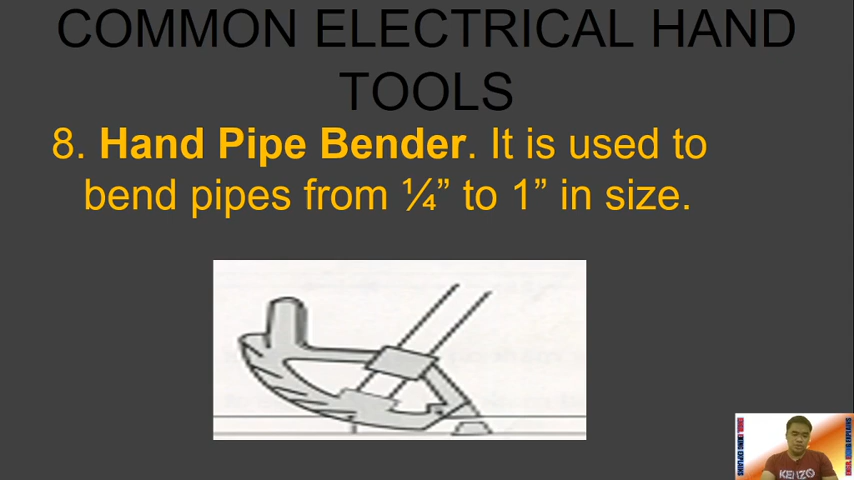 COMMON ELECTRICAL HAND
TOOLS
8. Hand Pipe Bender. It is used to
bend pipes from ¼” to 1” in size.
KENZO